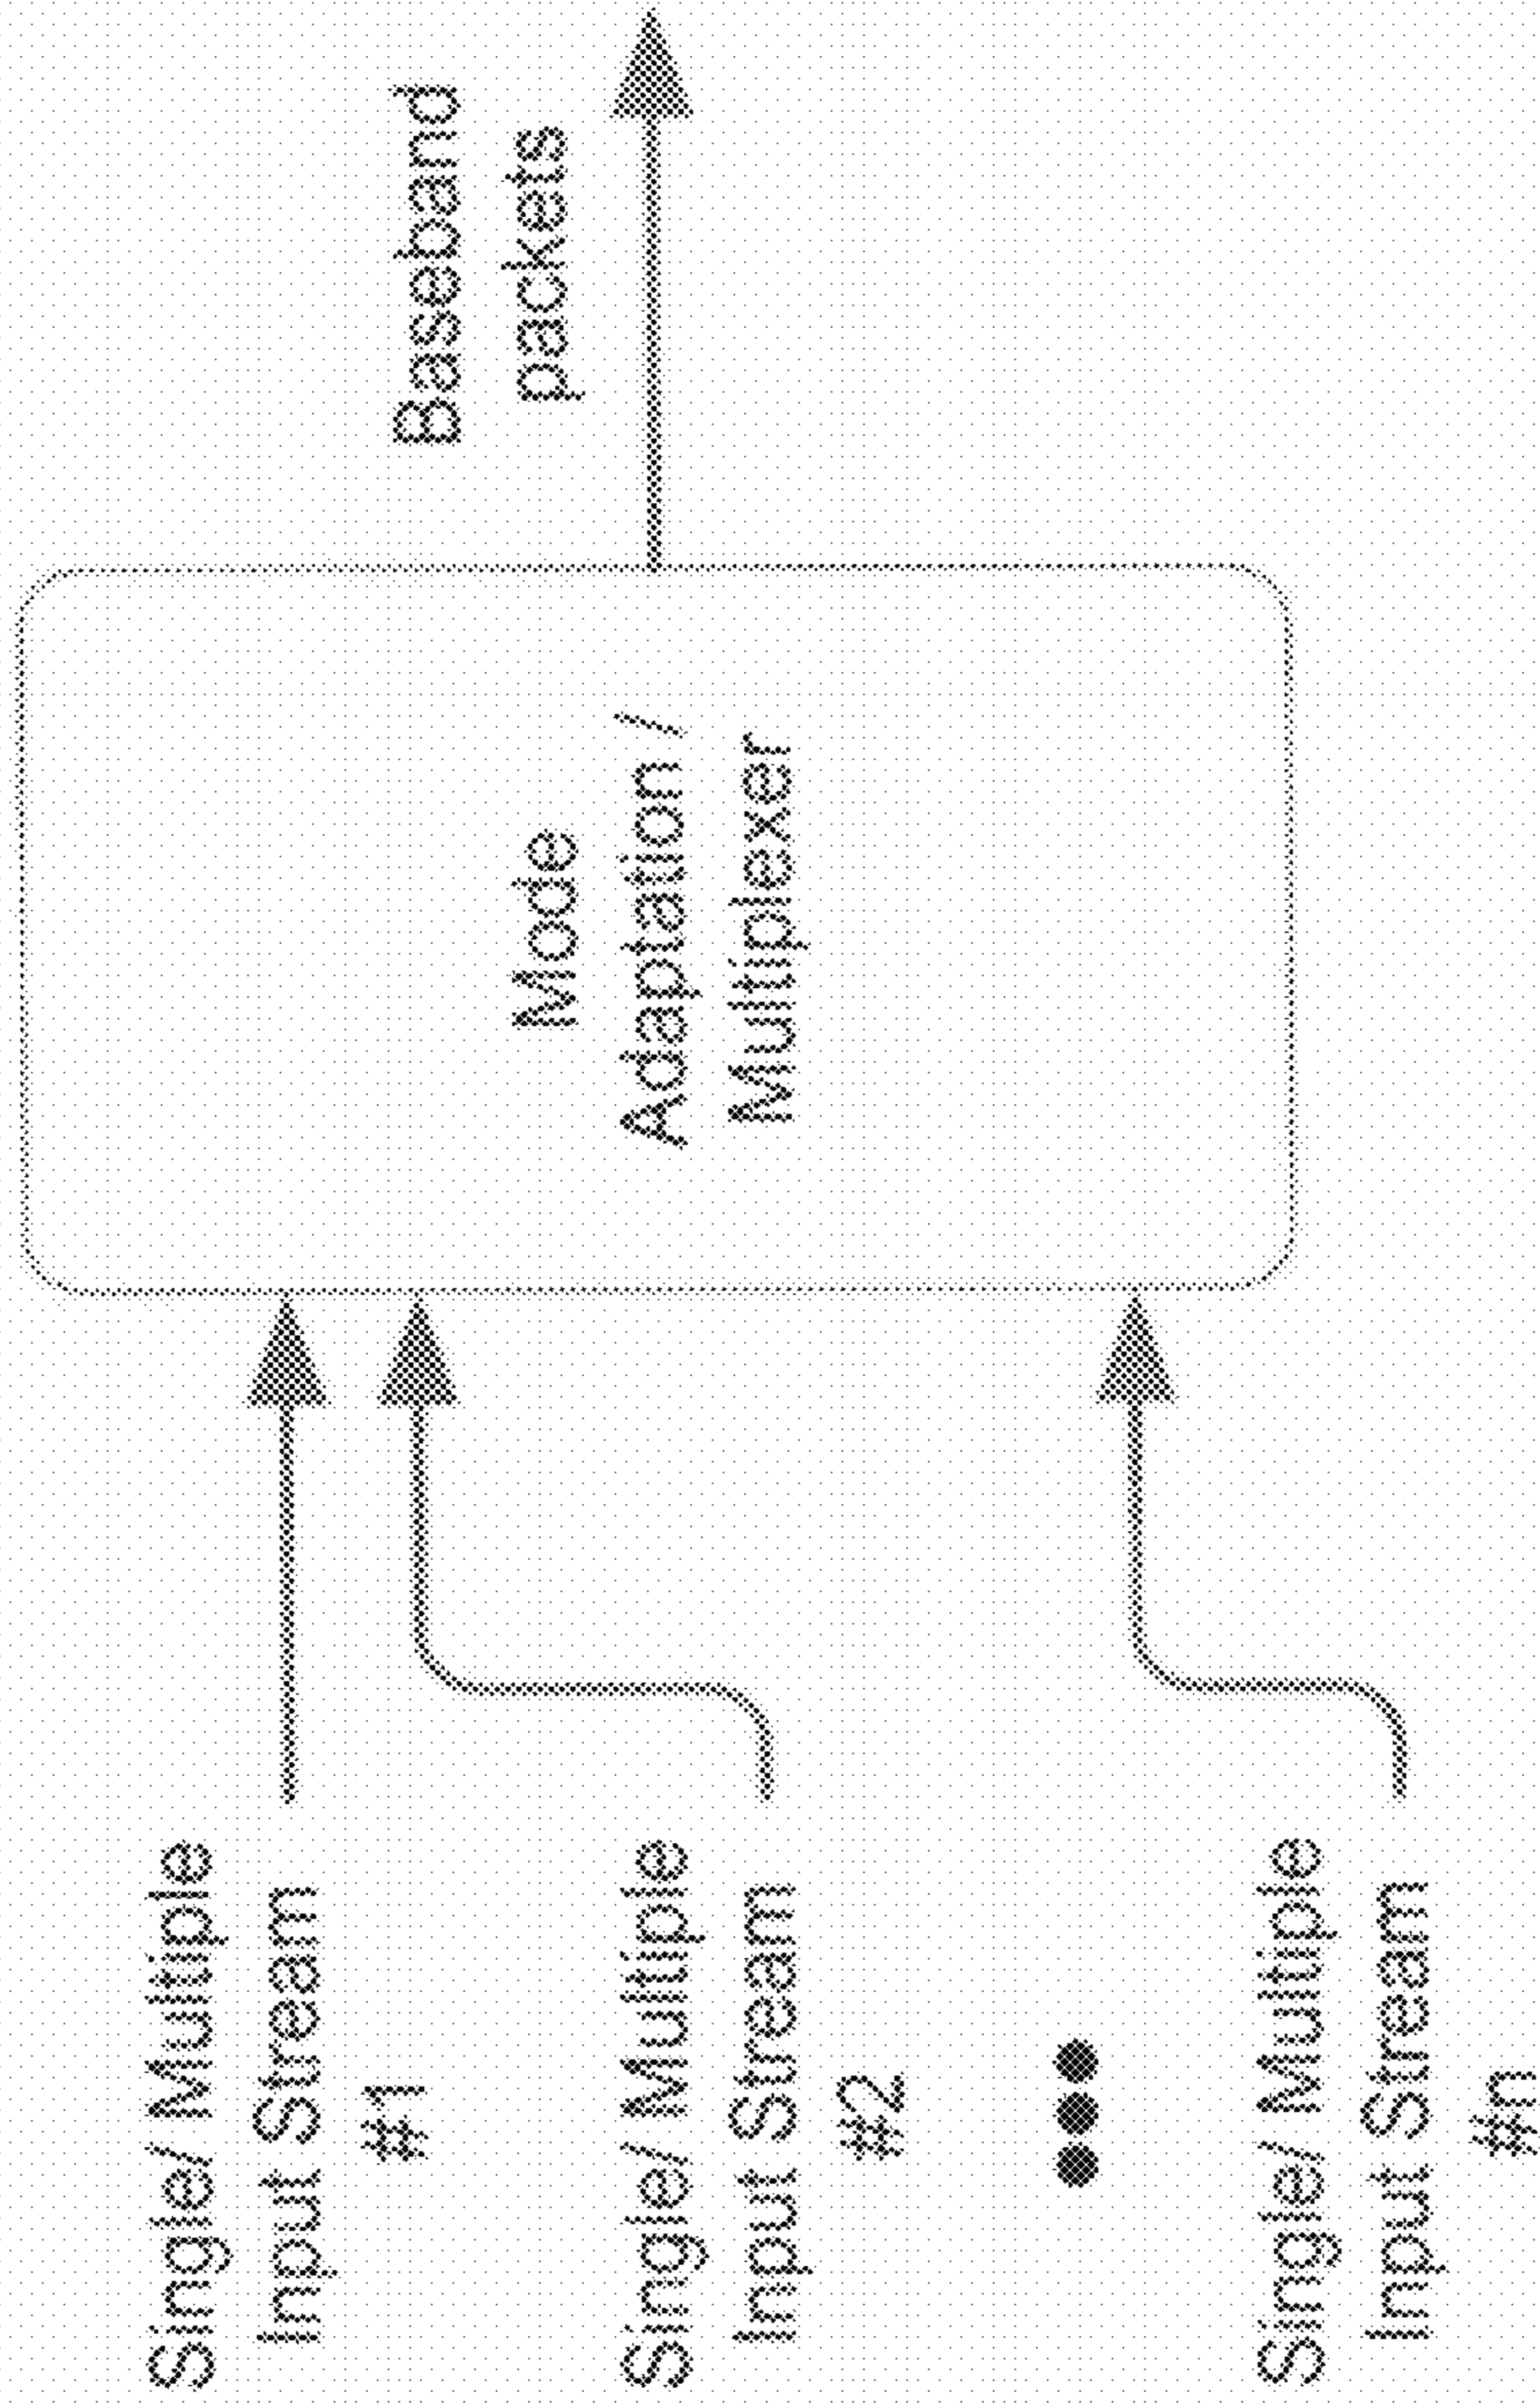 Single/ Multiple
Input Stream
#1
Single/ Multiple
Input Stream
#2
Single/ Multiple
Input Stream
#n
Mode
Adaptation /
Multiplexer
Baseband
packets